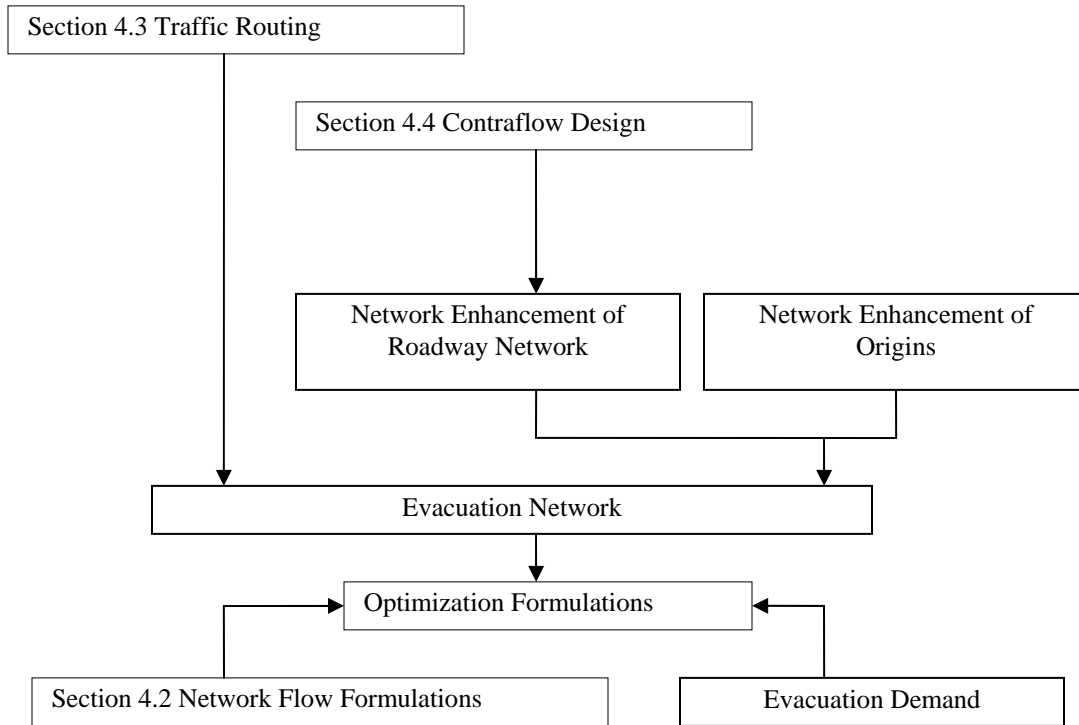 Section 4.3 Traffic Routing
Section 4.4 Contraflow Design
Network Enhancement of
Roadway Network
Network Enhancement of
Origins
Evacuation Network
Optimization Formulations
Section 4.2 Network Flow Formulations
Evacuation Demand